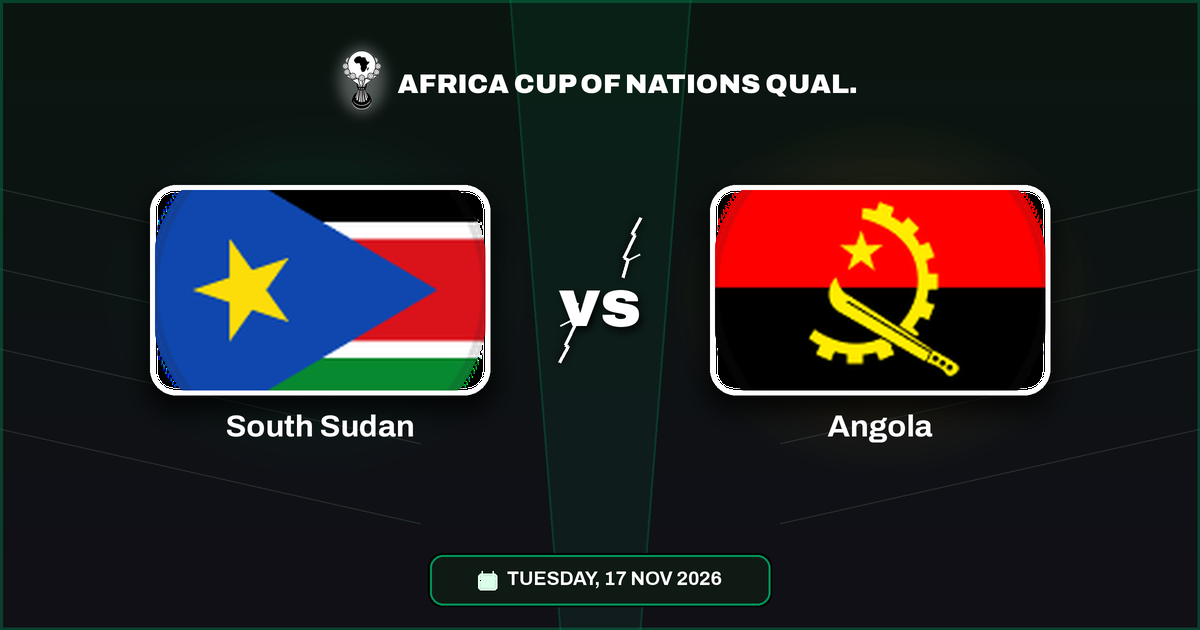 AFRICA CUP OF NATIONS QUAL.
VS
South Sudan
Angola
TUESDAY, 17 NOV 2026